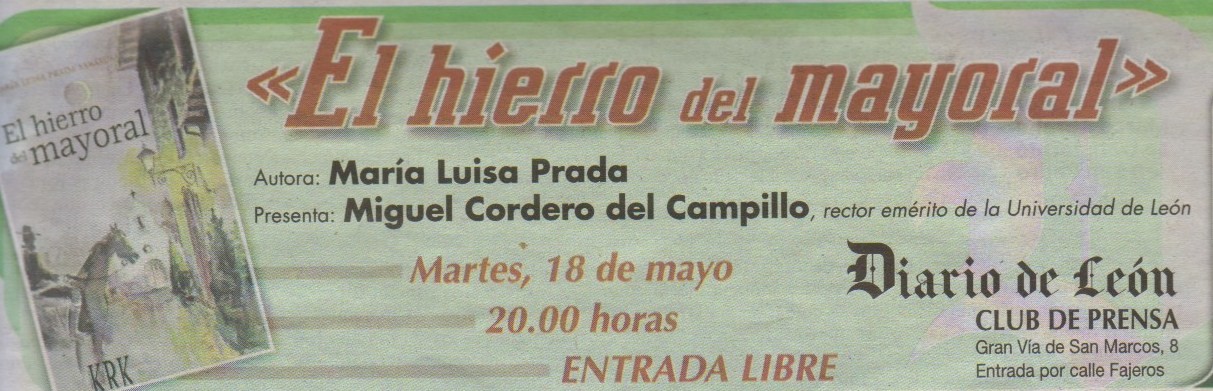 «El hierro del mayoral»
El hierro
del mayoral
KRK
Autora: María Luisa Prada
Presenta: Miguel Cordero del Campillo, rector emérito de la Universidad de León
Martes, 18 de mayo
20.00 horas
ENTRADA LIBRE
Diario de León
CLUB DE PRENSA
Gran Vía de San Marcos, 8
Entrada por calle Fajeros